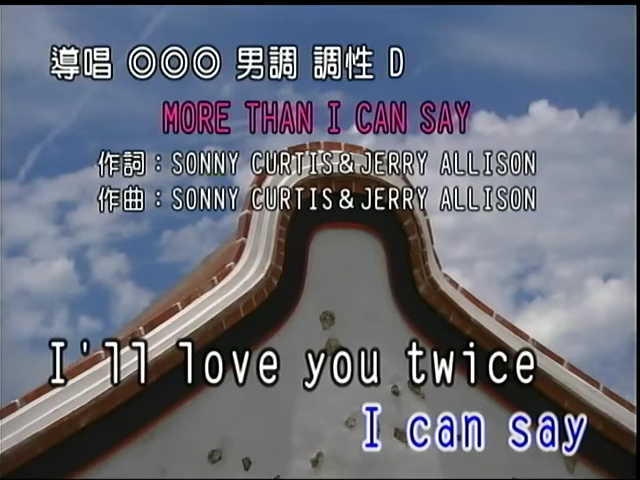 導唱 ◎◎◎ 男調 調性 D
MORE THAN I CAN SAY
作詞：SONNY CURTIS＆JERRY ALLISON
作曲：SONNY CURTIS＆JERRY ALLISON
I'll love you twice
I can say